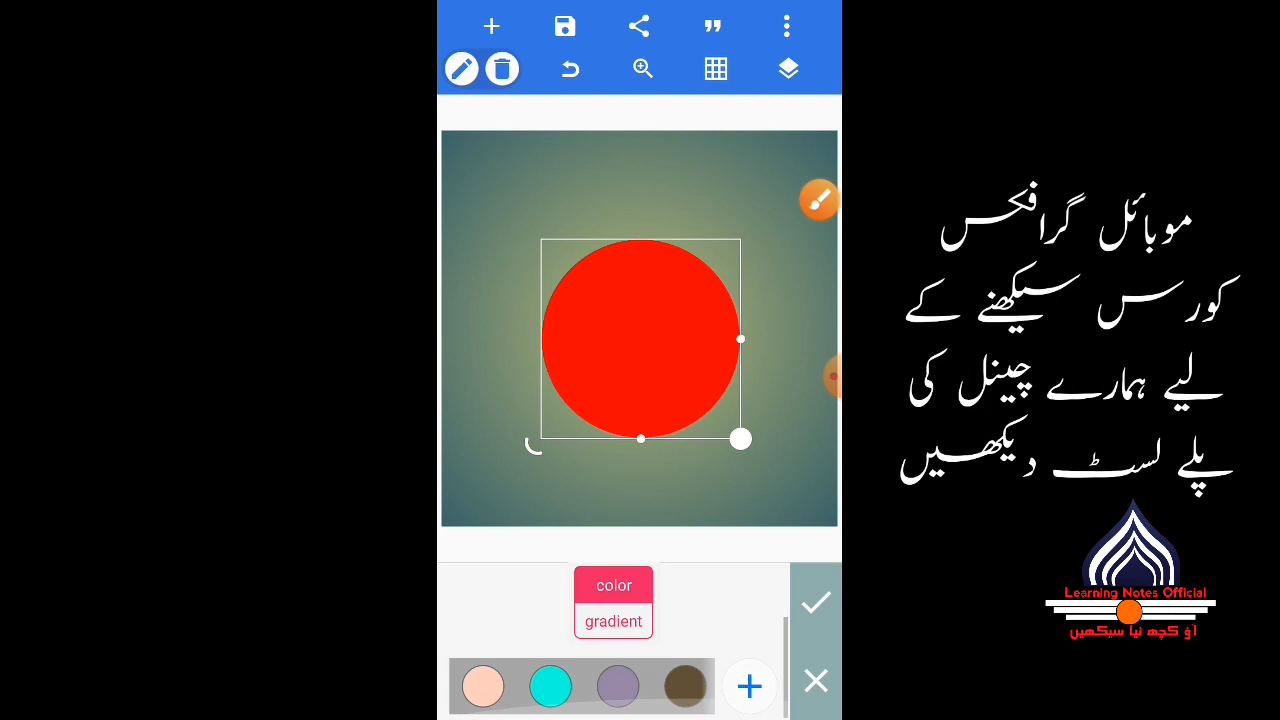 موبائل گرافکس
کورس سیکھنے کے
لیے ہمارے چینل کی
پلے لسٹ دیکھیں
Learning Notes Official
آؤ کچھ نیا سیکھیں
color
gradient